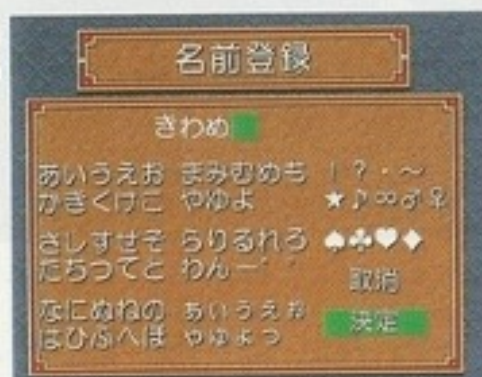 名前登録
きわめ
あいうえお まみむめも ！？・～
かきくけこ やゆよ ★♪∞♂♀
さしすせそ らりるれろ ♠♣♥♦
たちつてと わんー゛゜
取消
なにぬねの ぁぃぅぇぉ
決定
はひふへほ ゃゅょっ